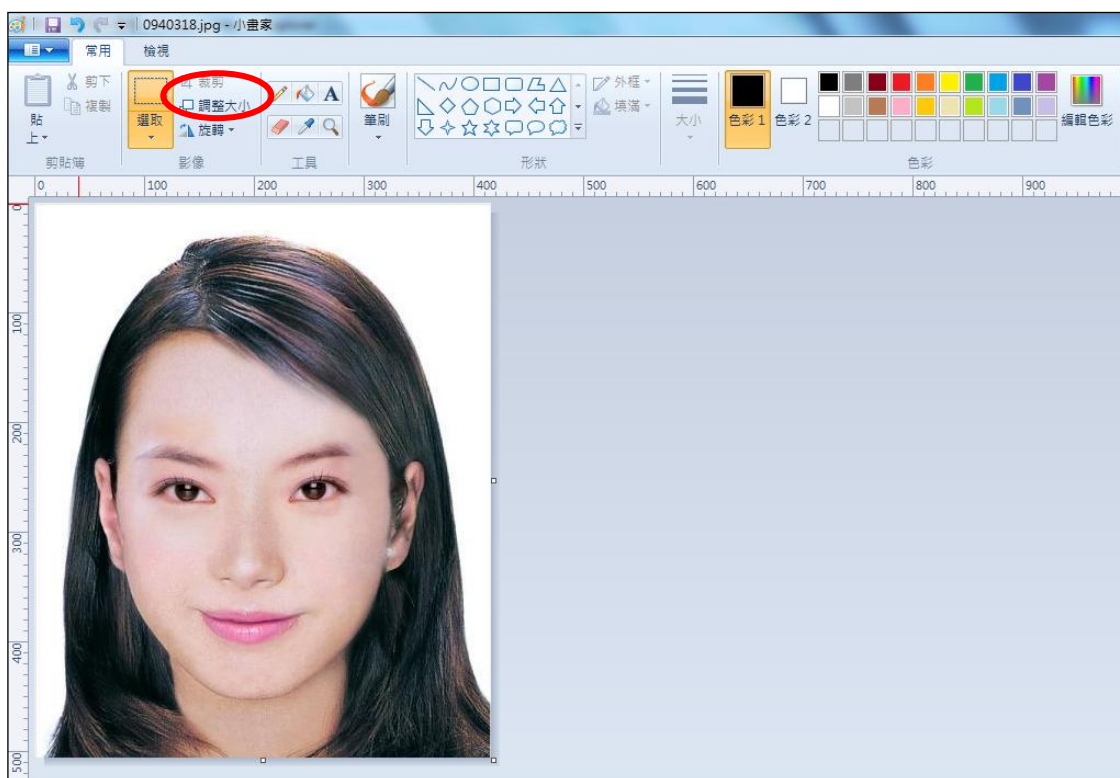 0940318.jpg - 小畫家
常用 檢視
剪下 裁剪 外框
複製 調整大小 A 填滿
貼上 選取 旋轉 筆刷 大小 色彩 1 色彩 2 編輯色彩
剪貼簿 影像 工具 形狀 色彩
0 100 200 300 400 500 600 700 800 900
0
100
200
300
400
500